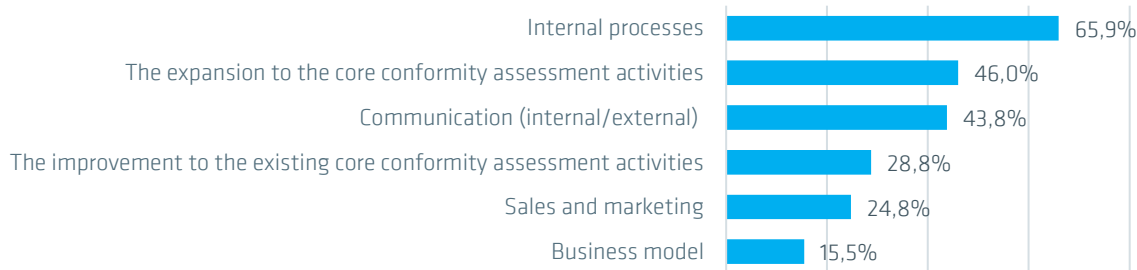 Internal processes 65,9%
The expansion to the core conformity assessment activities 46,0%
Communication (internal/external) 43,8%
The improvement to the existing core conformity assessment activities 28,8%
Sales and marketing 24,8%
Business model 15,5%